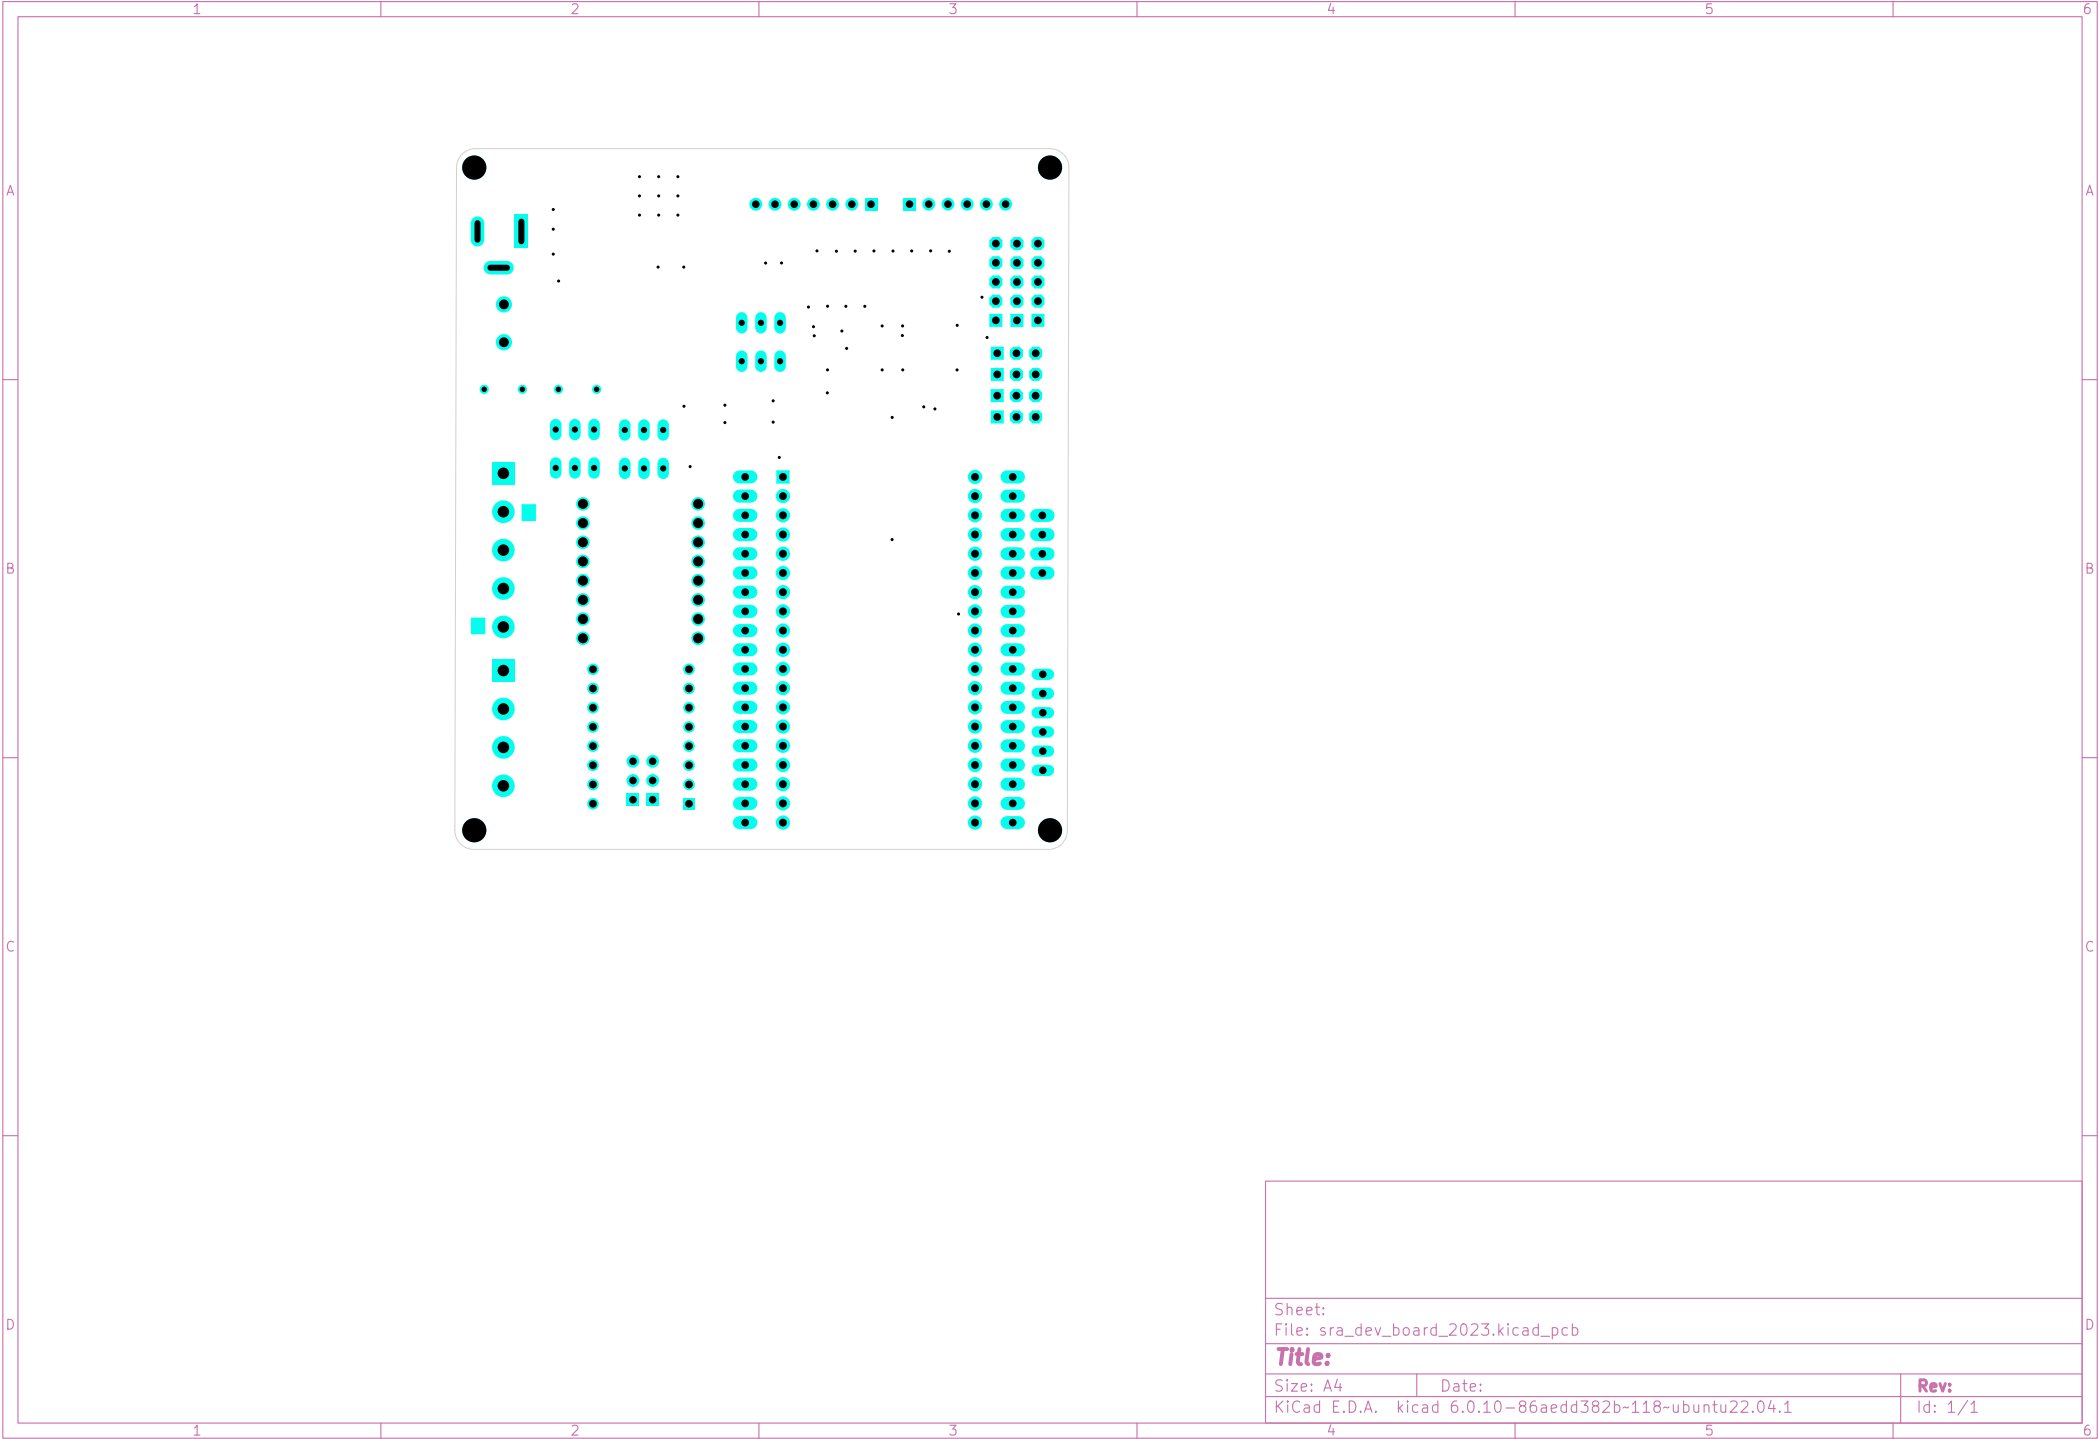 1 2 3 4 5 6
A A
B B
C C
D D
Sheet:
File: sra_dev_board_2023.kicad_pcb
Title:
Size: A4 Date: Rev:
KiCad E.D.A. kicad 6.0.10-86aedd382b~118~ubuntu22.04.1 Id: 1/1
1 2 3 4 5 6